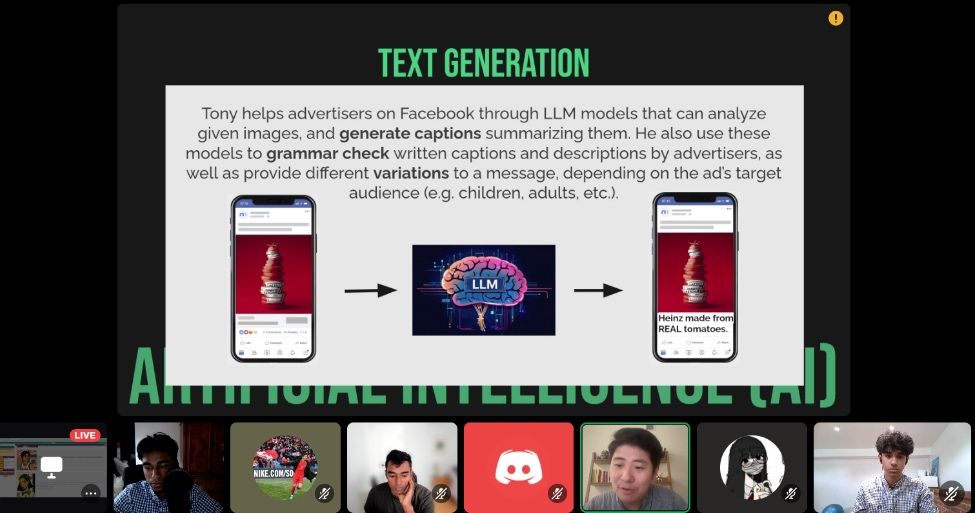 TEXT GENERATION
Tony helps advertisers on Facebook through LLM models that can analyze
given images, and generate captions summarizing them. He also use these
models to grammar check written captions and descriptions by advertisers, as
well as provide different variations to a message, depending on the ad's target
audience (e.g. children, adults, etc.).
LLM
Heinz made from
REAL tomatoes.
ARTIFICIAL INTELLIGENCE (AI)
LIVE
NIKE.COM/SO